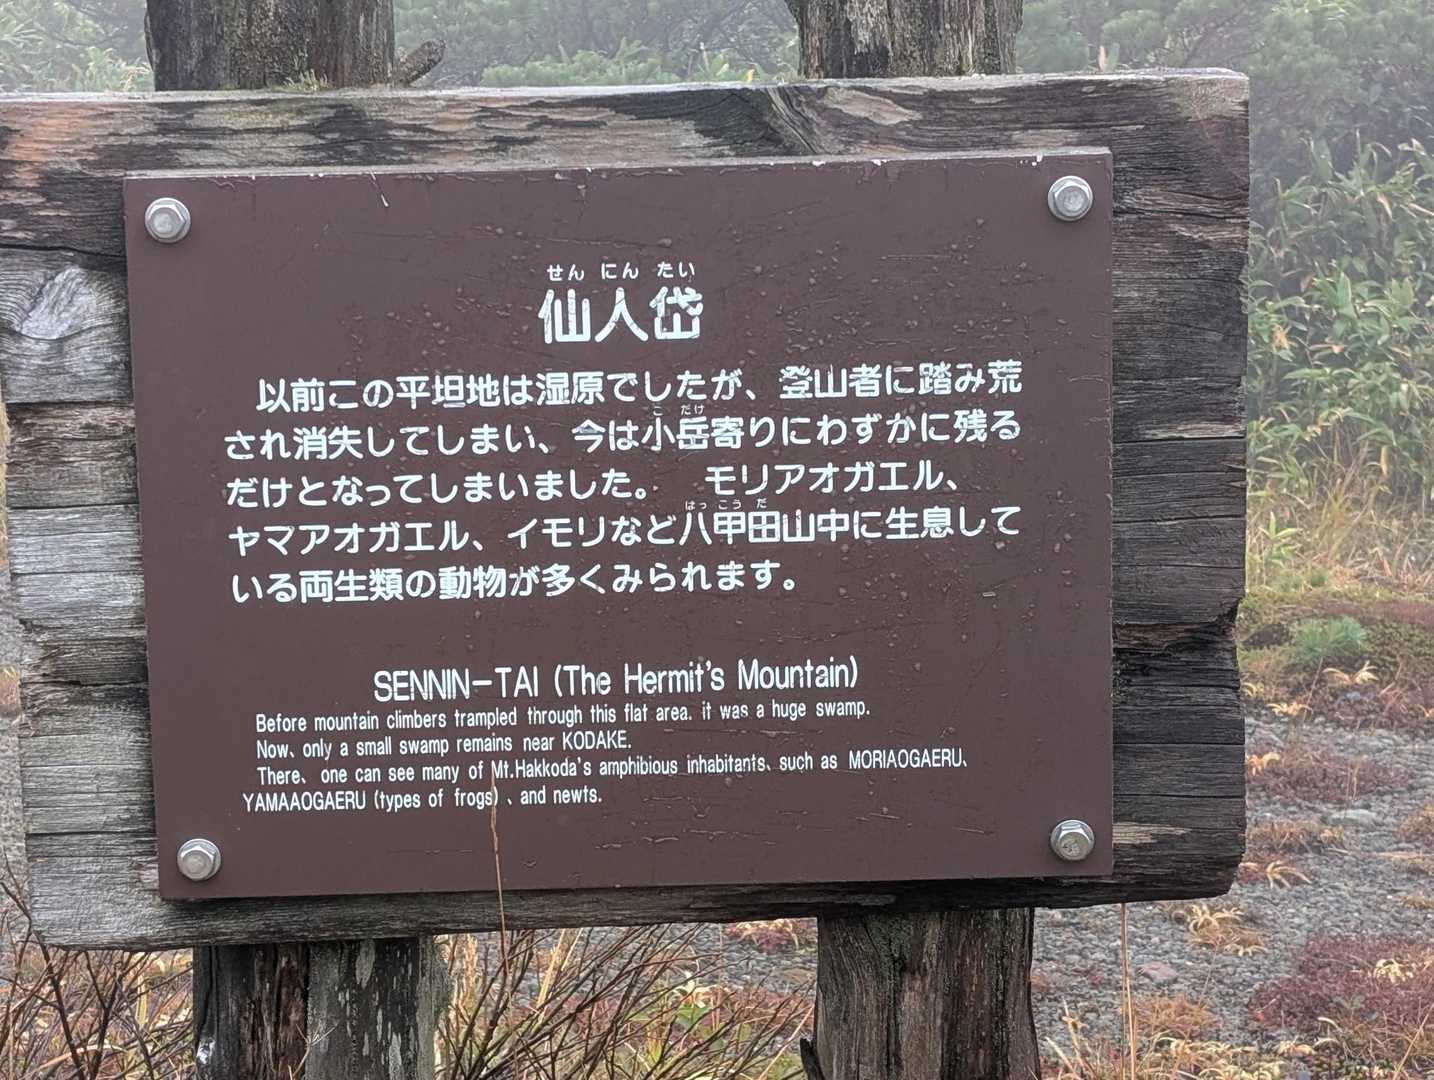 せん にん たい
仙人岱
以前この平坦地は湿原でしたが、登山者に踏み荒
こ だけ
され消失してしまい、今は小岳寄りにわずかに残る
だけとなってしまいました。 モリアオガエル、
はっ こう だ
ヤマアオガエル、イモリなど八甲田山中に生息して
いる両生類の動物が多くみられます。
SENNIN-TAI (The Hermit's Mountain)
Before mountain climbers trampled through this flat area. it was a huge swamp.
Now、only a small swamp remains near KODAKE.
There、one can see many of Mt.Hakkoda's amphibious inhabitants、such as MORIAOGAERU、
YAMAAOGAERU (types of frogs) 、and newts.